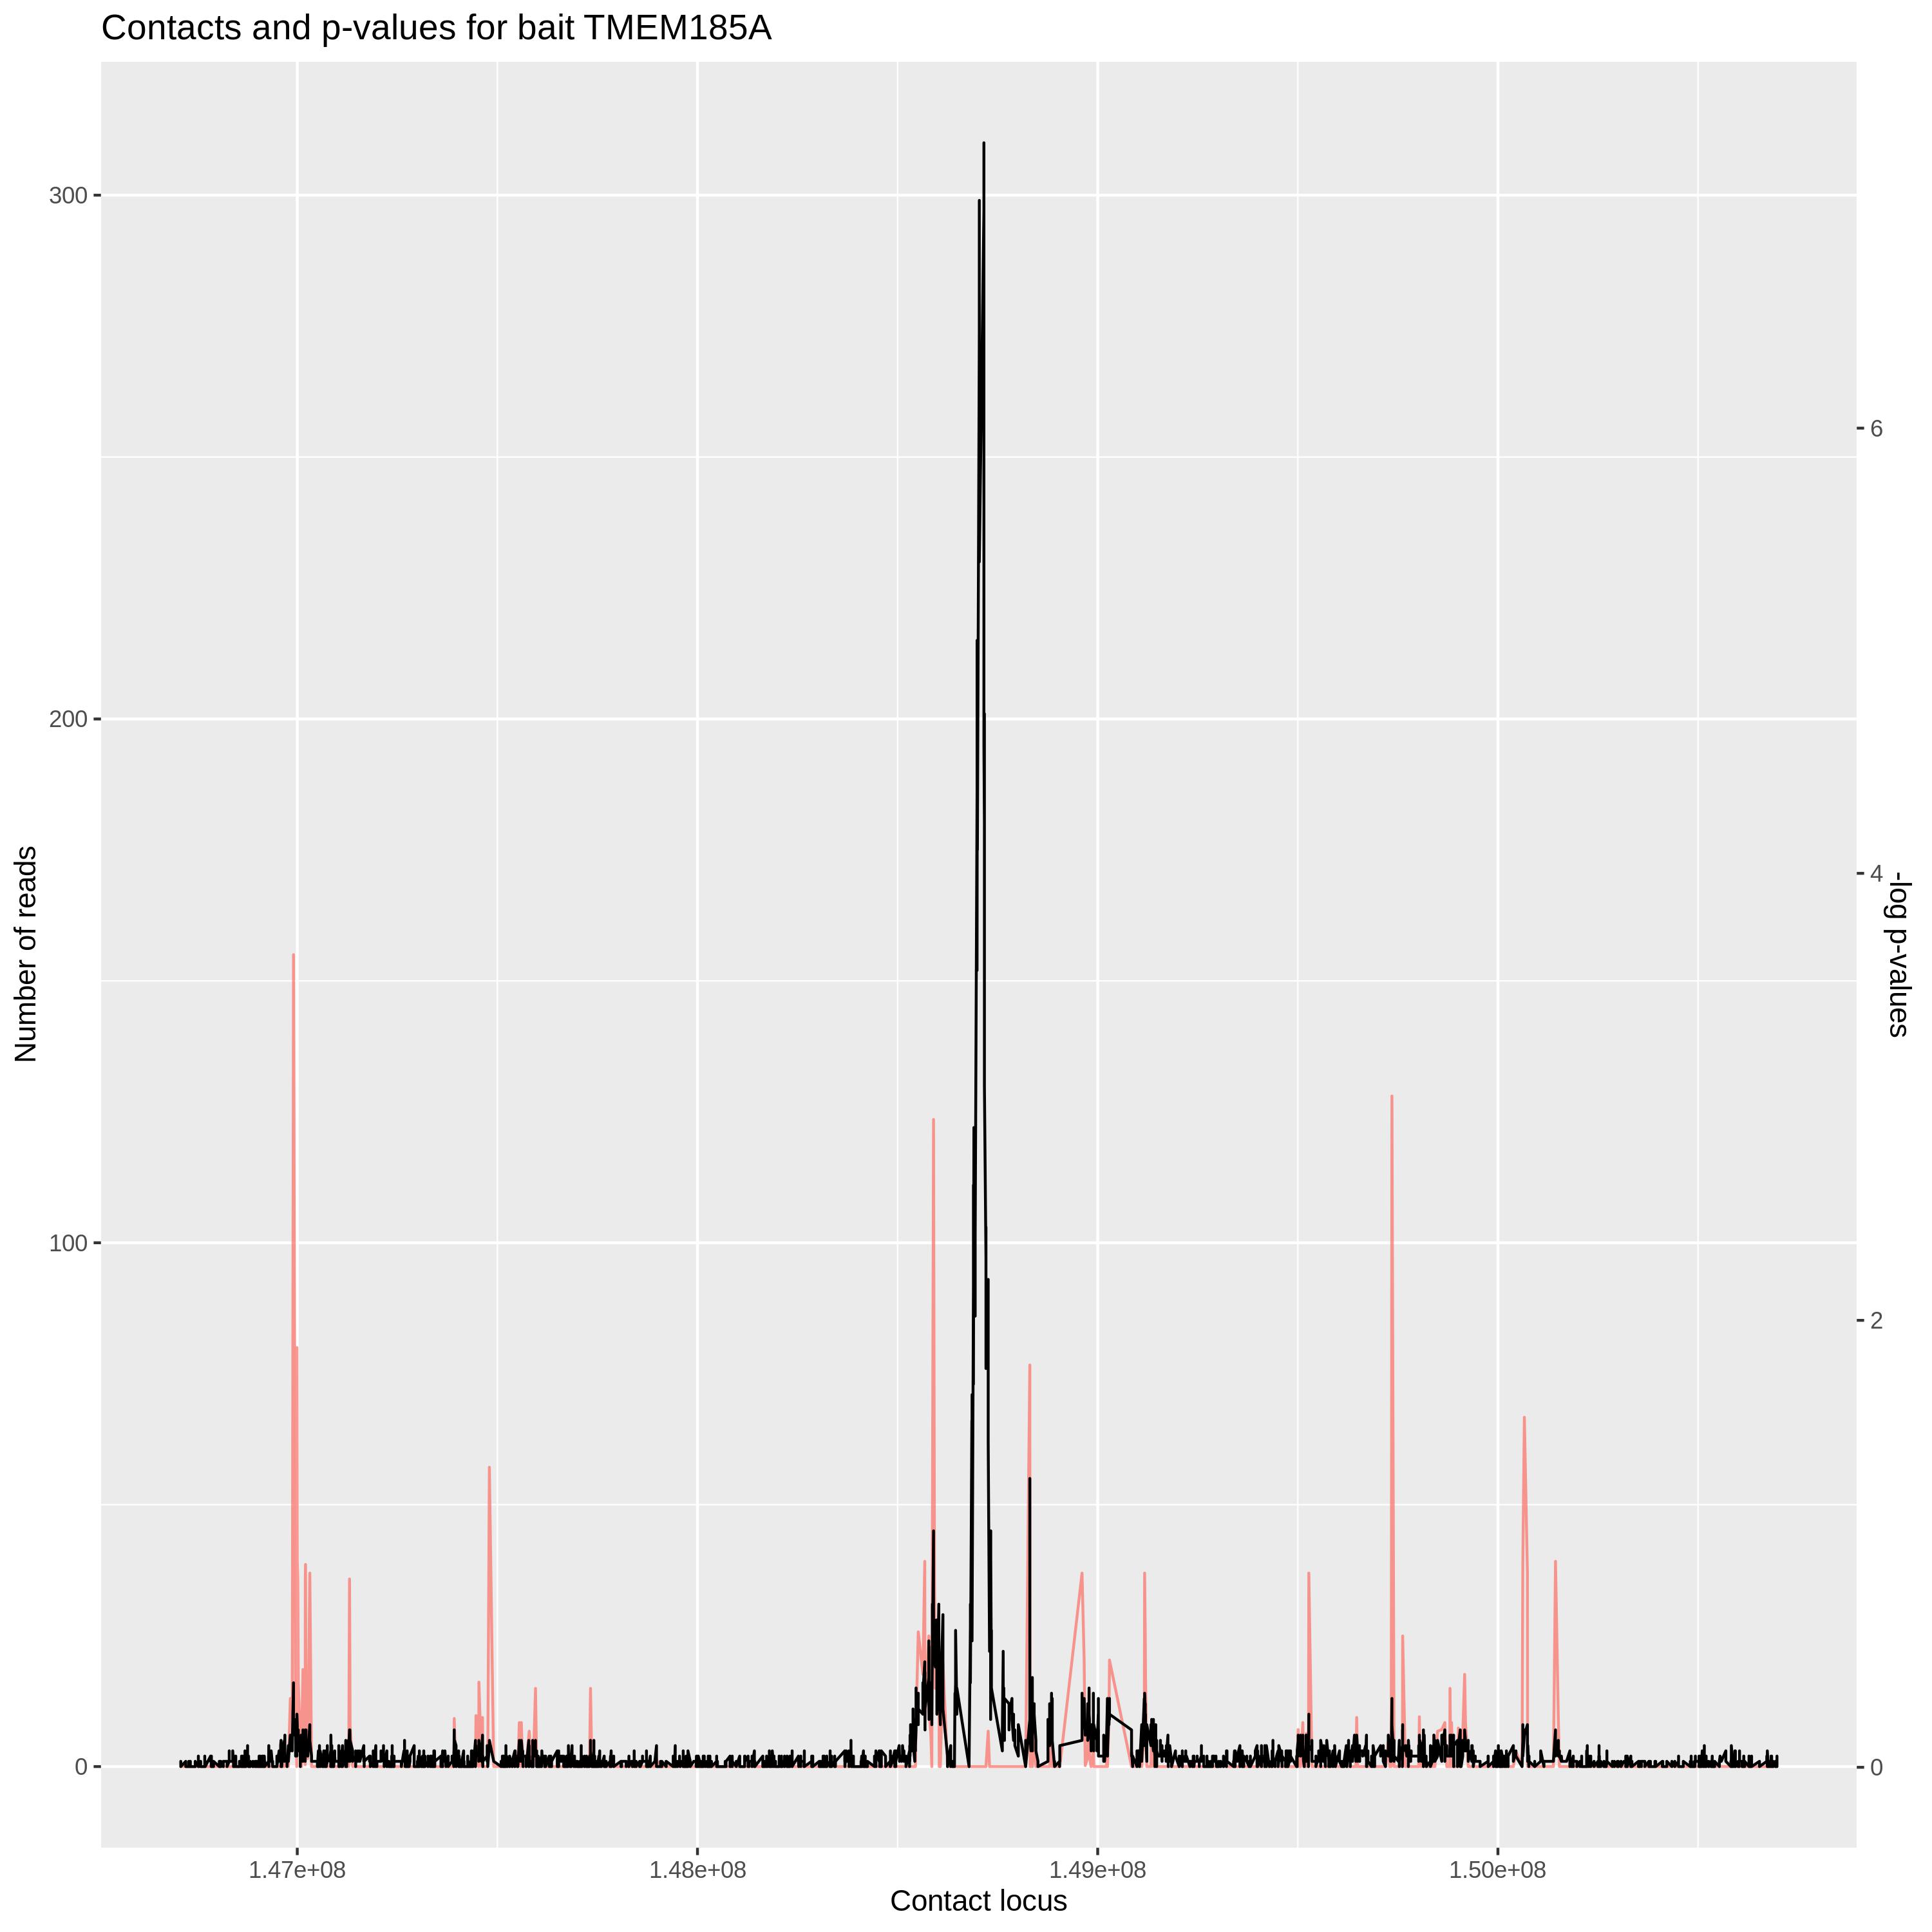 Contacts and p-values for bait TMEM185A
300
200
100
0
Number of reads
6
4
2
0
-log p-values
1.47e+08 1.48e+08 1.49e+08 1.50e+08
Contact locus